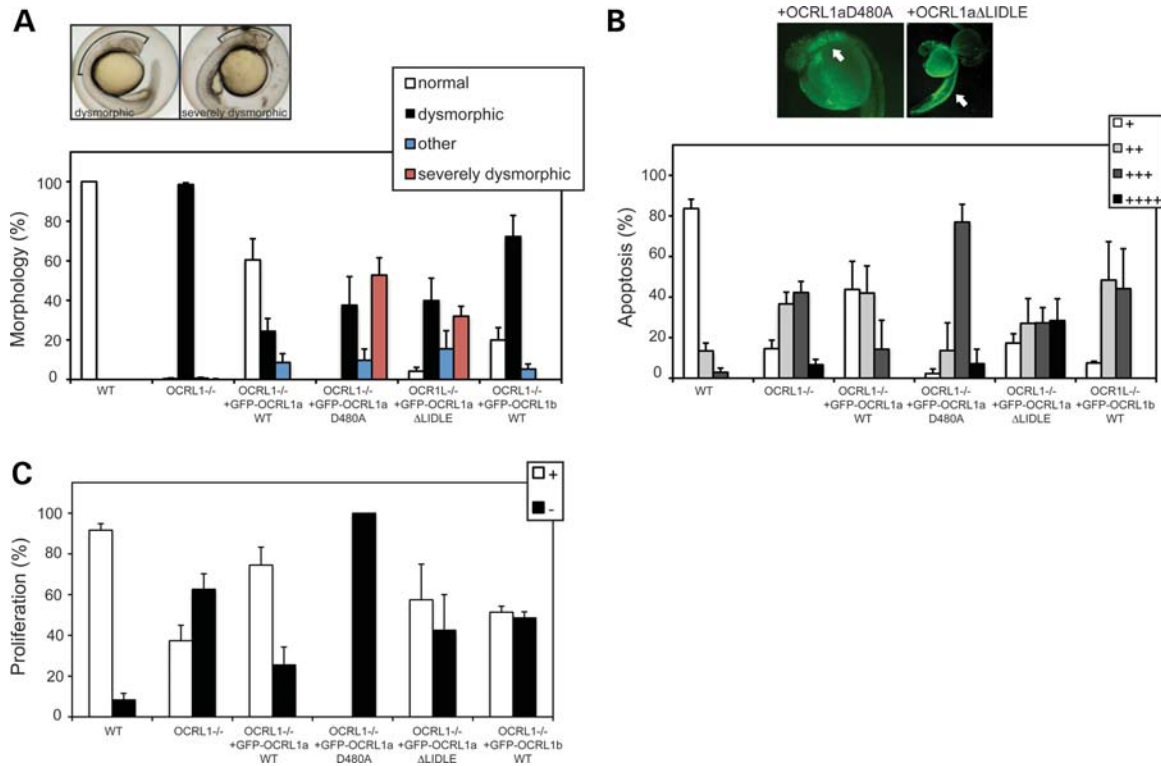 A
dysmorphic
severely dysmorphic
normal
dysmorphic
other
severely dysmorphic
Morphology (%)
100
80
60
40
20
0
WT
OCRL1-/-
OCRL1-/-
+GFP-OCRL1a
WT
OCRL1-/-
+GFP-OCRL1a
D480A
OCR1L-/-
+GFP-OCRL1a
ΔLIDLE
OCRL1-/-
+GFP-OCRL1b
WT
B
+OCRL1aD480A
+OCRL1aΔLIDLE
+
++
+++
++++
Apoptosis (%)
100
80
60
40
20
0
WT
OCRL1-/-
OCRL1-/-
+GFP-OCRL1a
WT
OCRL1-/-
+GFP-OCRL1a
D480A
OCRL1-/-
+GFP-OCRL1a
ΔLIDLE
OCR1L-/-
+GFP-OCRL1b
WT
C
+
-
Proliferation (%)
100
80
60
40
20
0
WT
OCRL1-/-
OCRL1-/-
+GFP-OCRL1a
WT
OCRL1-/-
+GFP-OCRL1a
D480A
OCRL1-/-
+GFP-OCRL1a
ΔLIDLE
OCRL1-/-
+GFP-OCRL1b
WT